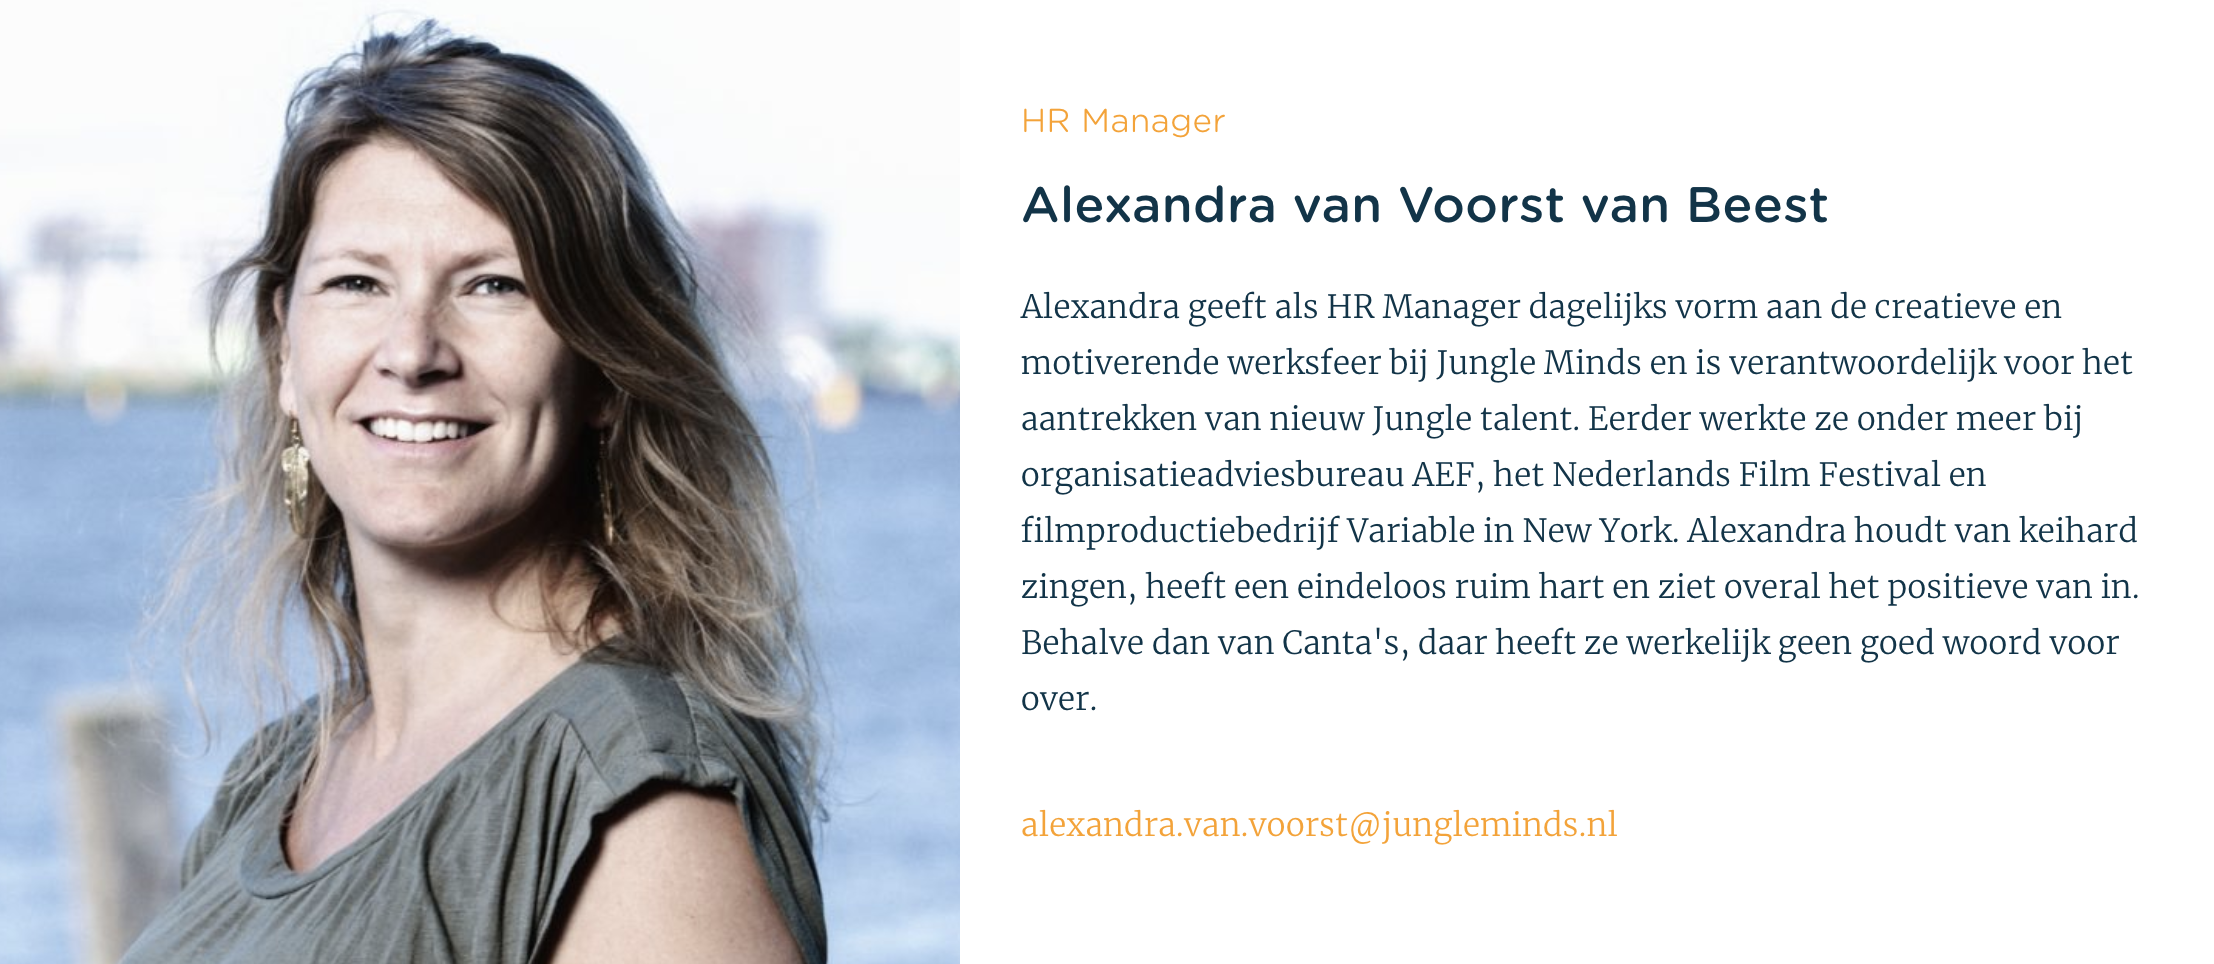 HR Manager
Alexandra van Voorst van Beest
Alexandra geeft als HR Manager dagelijks vorm aan de creatieve en
motiverende werksfeer bij Jungle Minds en is verantwoordelijk voor het
aantrekken van nieuw Jungle talent. Eerder werkte ze onder meer bij
organisatieadviesbureau AEF, het Nederlands Film Festival en
filmproductiebedrijf Variable in New York. Alexandra houdt van keihard
zingen, heeft een eindeloos ruim hart en ziet overal het positieve van in.
Behalve dan van Canta's, daar heeft ze werkelijk geen goed woord voor
over.
alexandra.van.voorst@jungleminds.nl